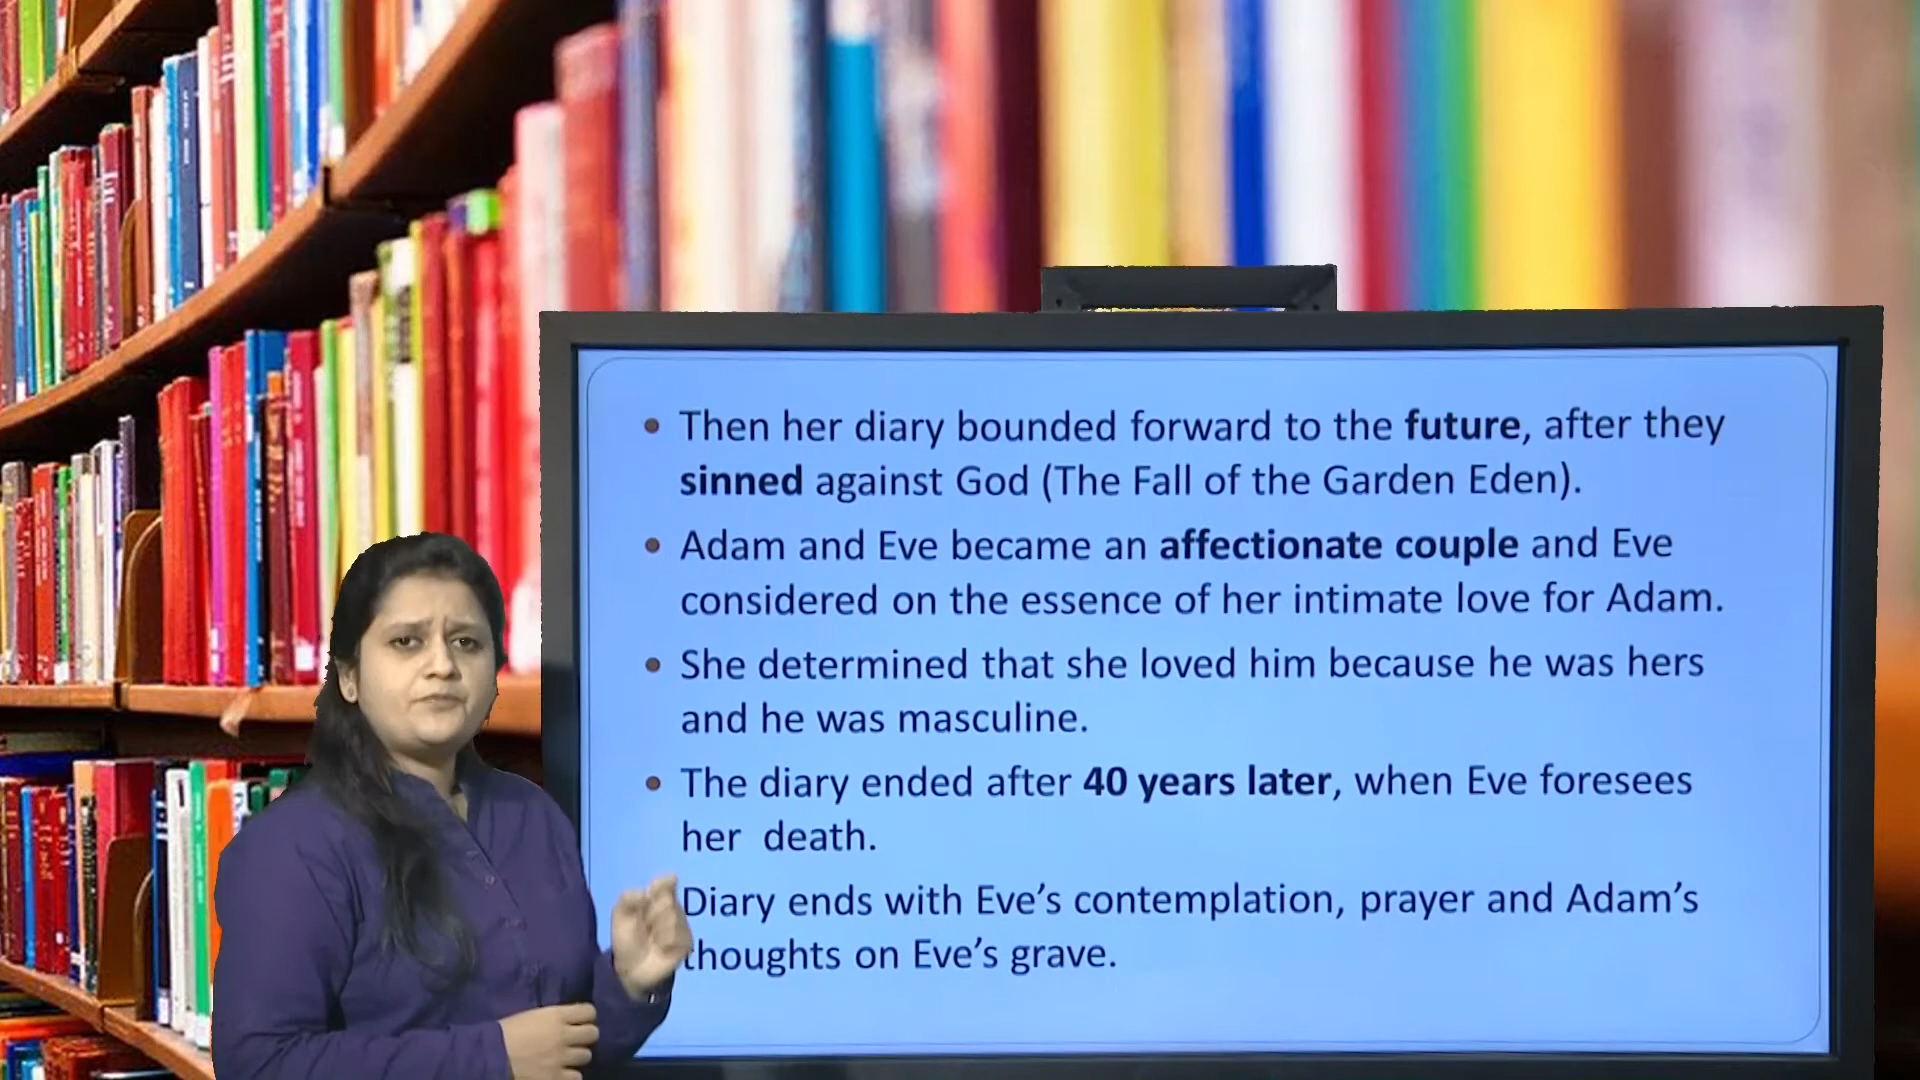 • Then her diary bounded forward to the future, after they
sinned against God (The Fall of the Garden Eden).
• Adam and Eve became an affectionate couple and Eve
considered on the essence of her intimate love for Adam.
• She determined that she loved him because he was hers
and he was masculine.
• The diary ended after 40 years later, when Eve foresees
her death.
Diary ends with Eve's contemplation, prayer and Adam's
thoughts on Eve's grave.